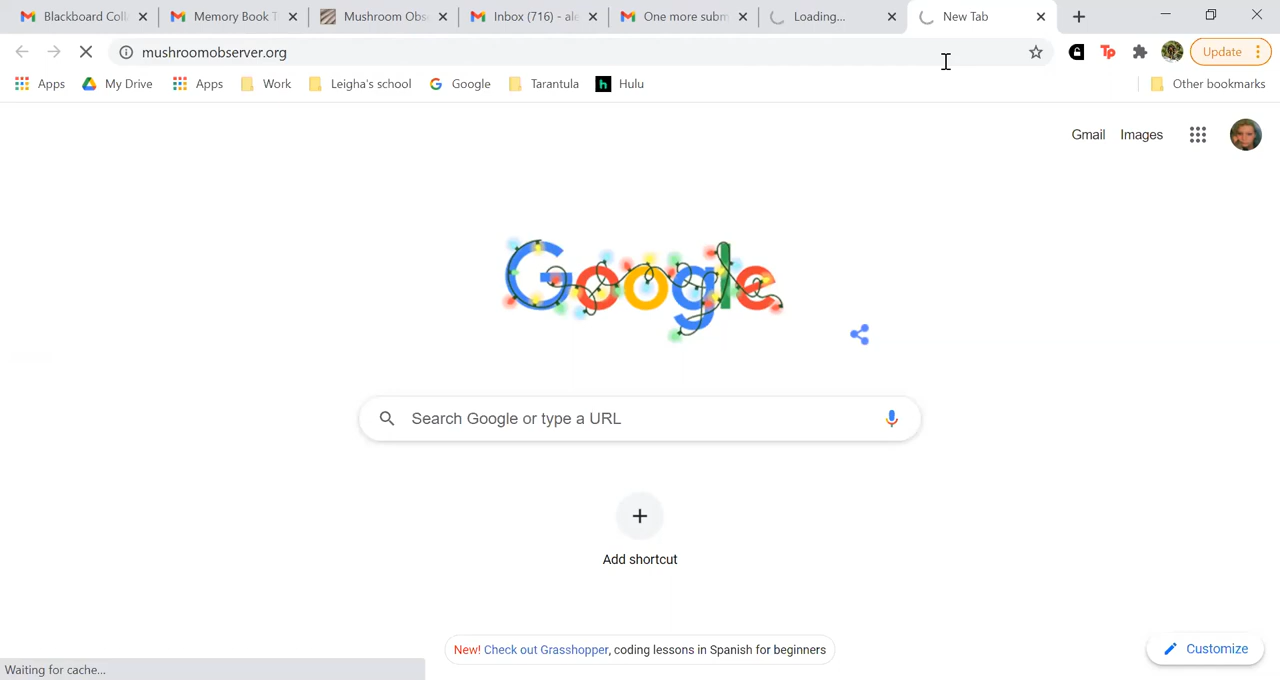 Blackboard Coll
Memory Book T
Mushroom Obs
Inbox (716) - ale
One more subm
Loading...
New Tab
mushroomobserver.org
Update
Apps
My Drive
Apps
Work
Leigha's school
Google
Tarantula
Hulu
Other bookmarks
Gmail
Images
Google
Search Google or type a URL
Add shortcut
New! Check out Grasshopper, coding lessons in Spanish for beginners
Customize
Waiting for cache...